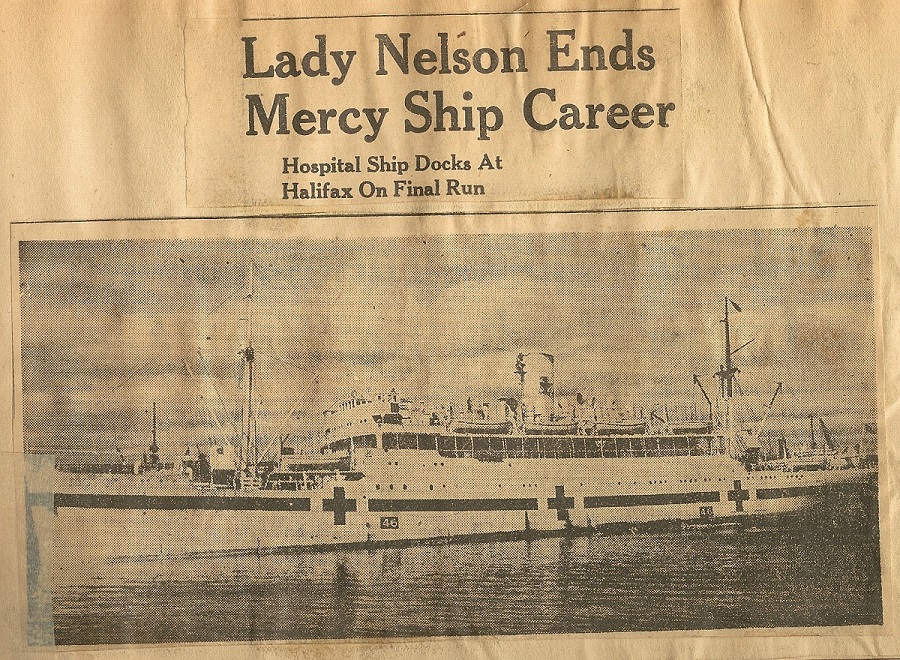 Lady Nelson Ends
Mercy Ship Career
Hospital Ship Docks At
Halifax On Final Run
46
46